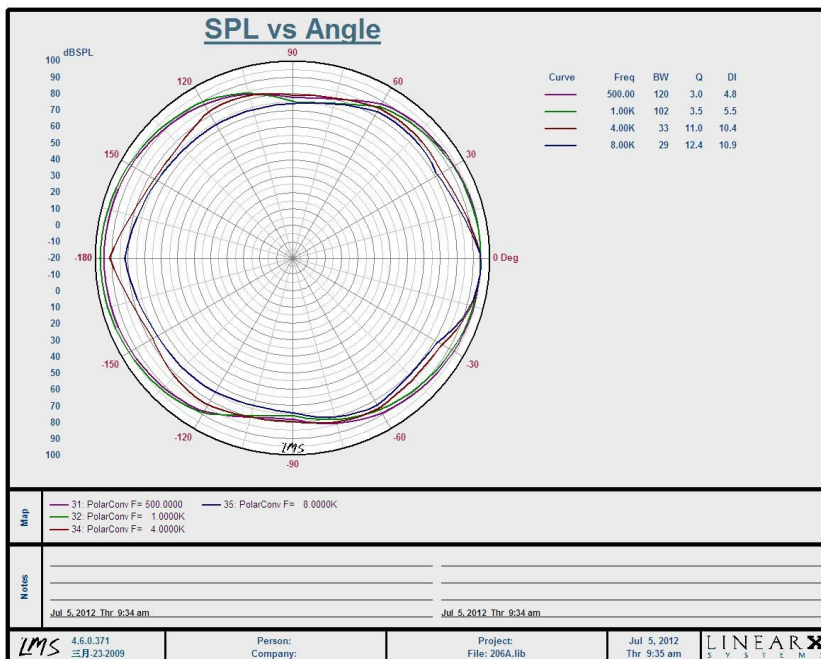 SPL vs Angle
dBSPL
100
90
80
70
60
50
40
30
20
10
0
10
-20
0
10
20
30
40
50
60
70
80
90
100
90
120
60
150
30
-180
0 Deg
-150
-30
-120
-60
-90
LMS
Curve Freq BW Q DI
500.00 120 3.0 4.8
1.00K 102 3.5 5.5
4.00K 33 11.0 10.4
8.00K 29 12.4 10.9
Map
31: PolarConv F= 500.0000 35: PolarConv F= 8.0000K
32: PolarConv F= 1.0000K
34: PolarConv F= 4.0000K
Notes
Jul 5, 2012 Thr 9:34 am Jul 5, 2012 Thr 9:34 am
LMS
4.6.0.371
三月-23-2009
Person:
Company:
Project:
File: 206A.lib
Jul 5, 2012
Thr 9:35 am
LINEARX
SYSTEM